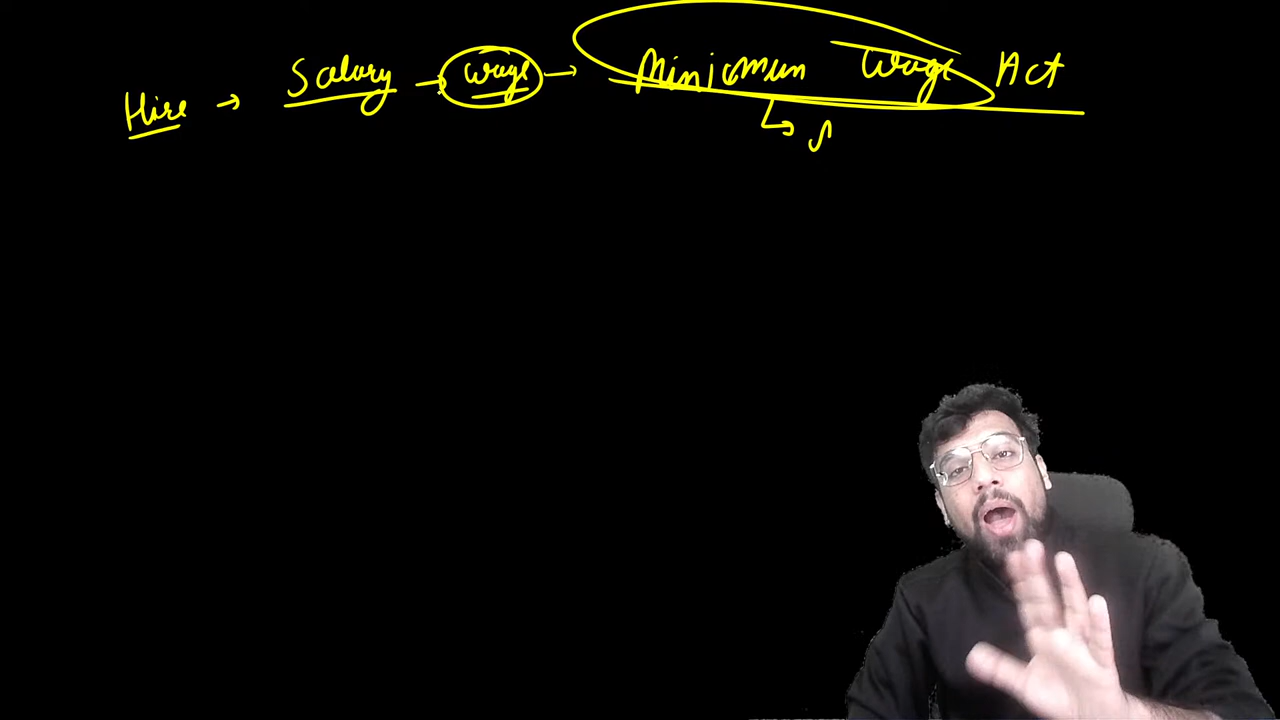 Hire → Salary → Wage → Minimum Wage Act
↳